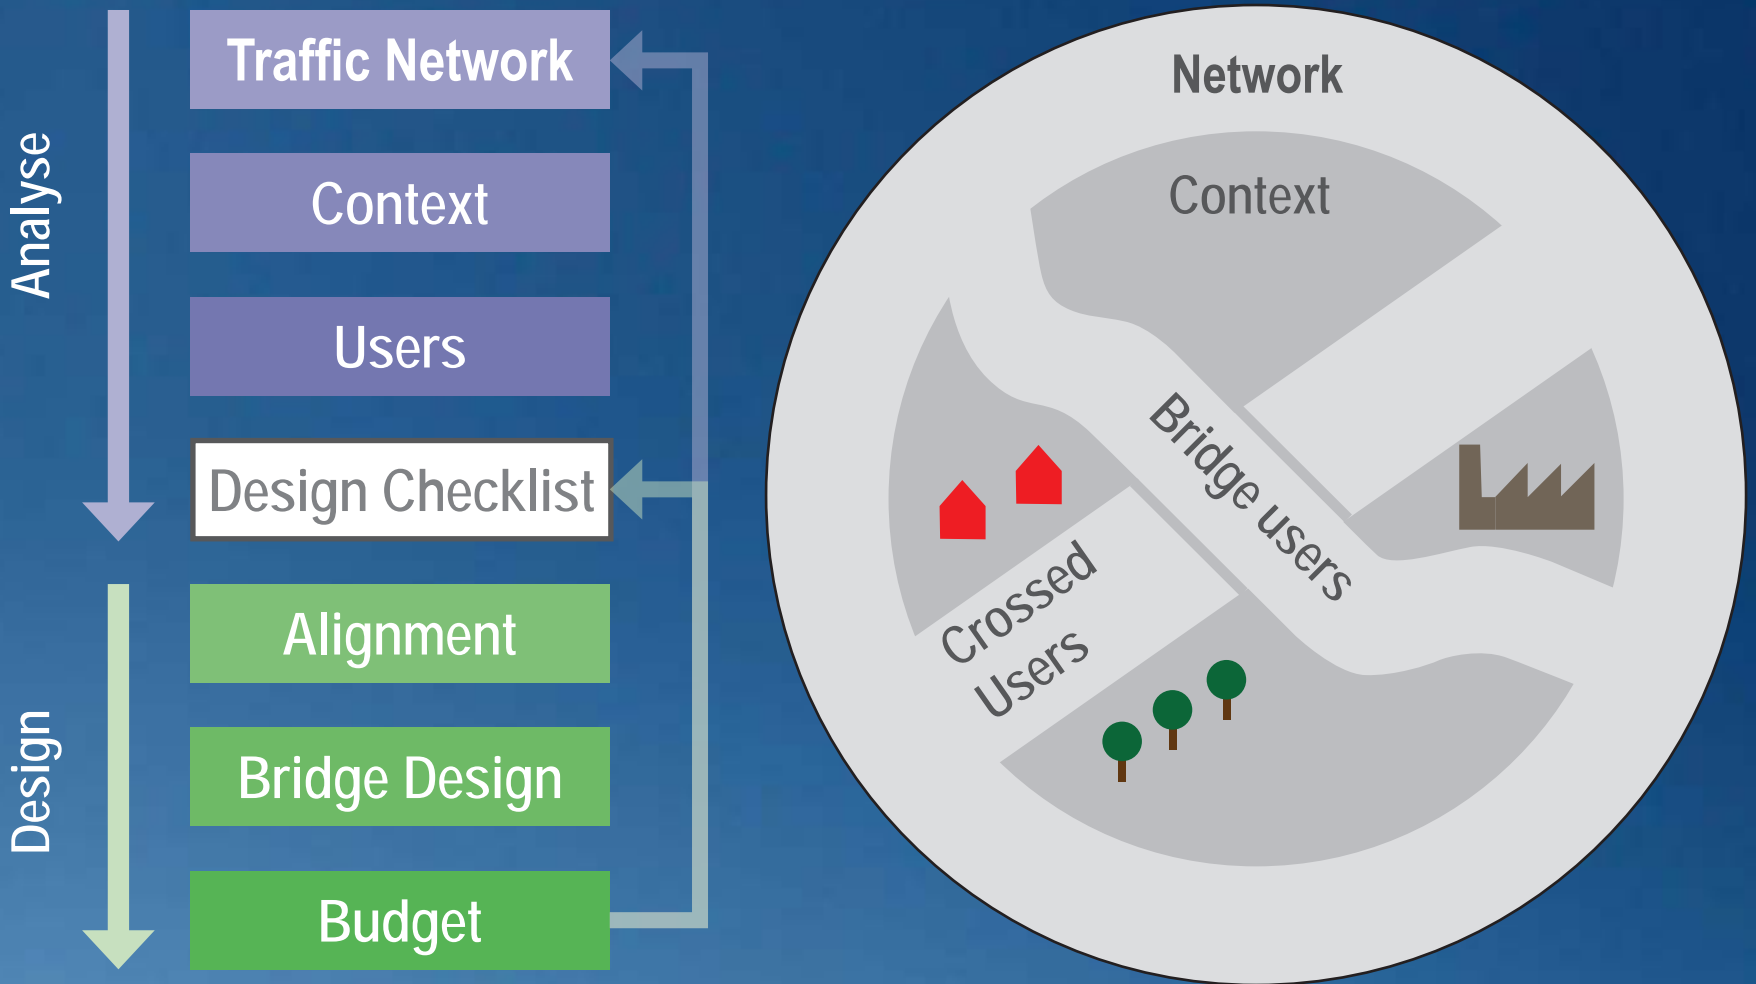 Analyse
Traffic Network
Context
Users
Design Checklist
Design
Alignment
Bridge Design
Budget
Network
Context
Bridge users
Crossed
Users